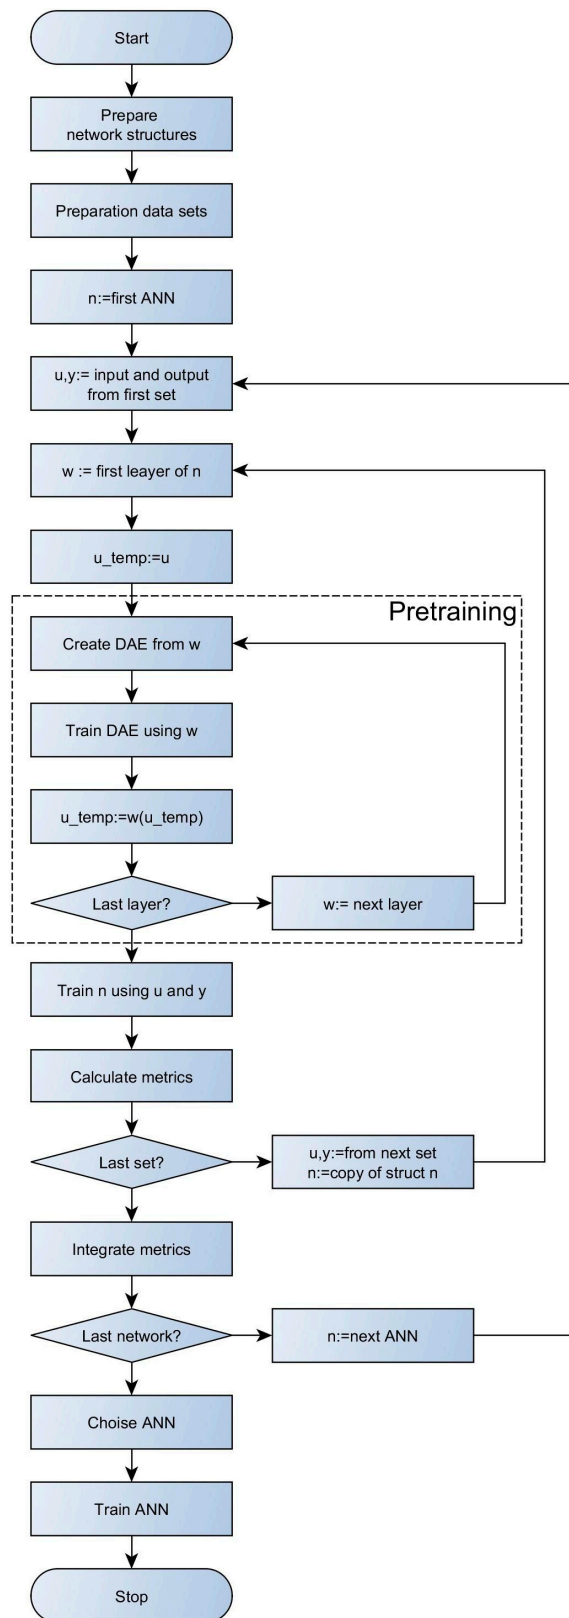 Start
Prepare
network structures
Preparation data sets
n:=first ANN
u,y:= input and output
from first set
w := first leayer of n
u_temp:=u
Pretraining
Create DAE from w
Train DAE using w
u_temp:=w(u_temp)
Last layer?
w:= next layer
Train n using u and y
Calculate metrics
Last set?
u,y:=from next set
n:=copy of struct n
Integrate metrics
Last network?
n:=next ANN
Choise ANN
Train ANN
Stop